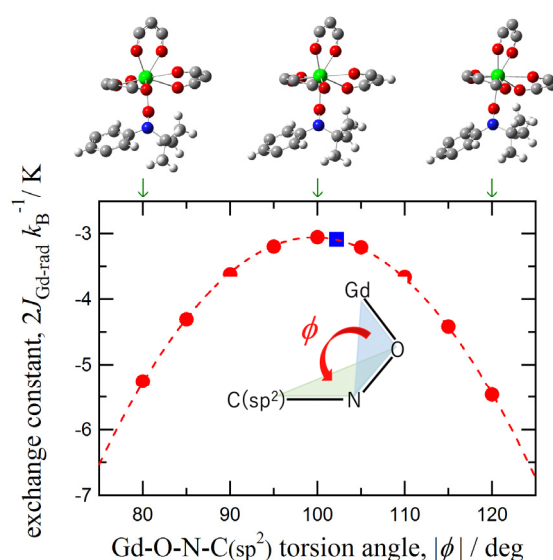 exchange constant, 2J_Gd-rad k_B^-1/ K
-3
-4
-5
-6
-7
Gd
ϕ
O
C(sp²)
N
80
90
100
110
120
Gd-O-N-C(sp²) torsion angle, |ϕ| / deg